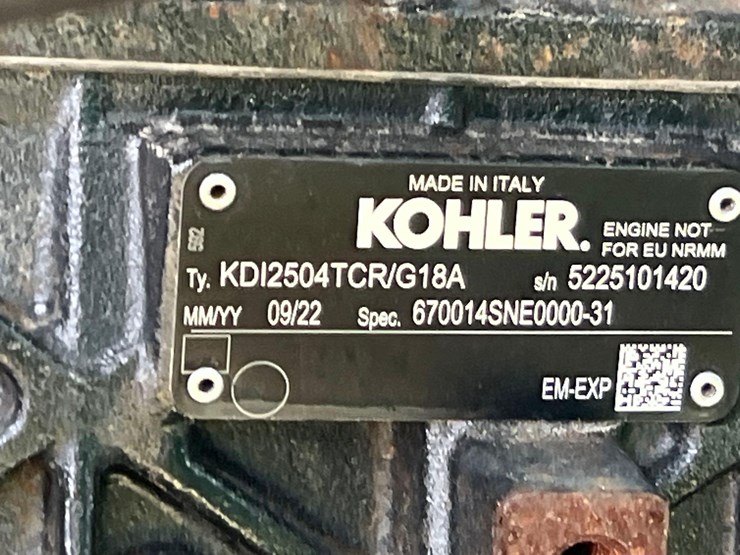 MADE IN ITALY
KOHLER.
ENGINE NOT
FOR EU NRMM
Ty. KDI2504TCR/G18A s/n 5225101420
MM/YY 09/22 Spec. 670014SNE0000-31
EM-EXP